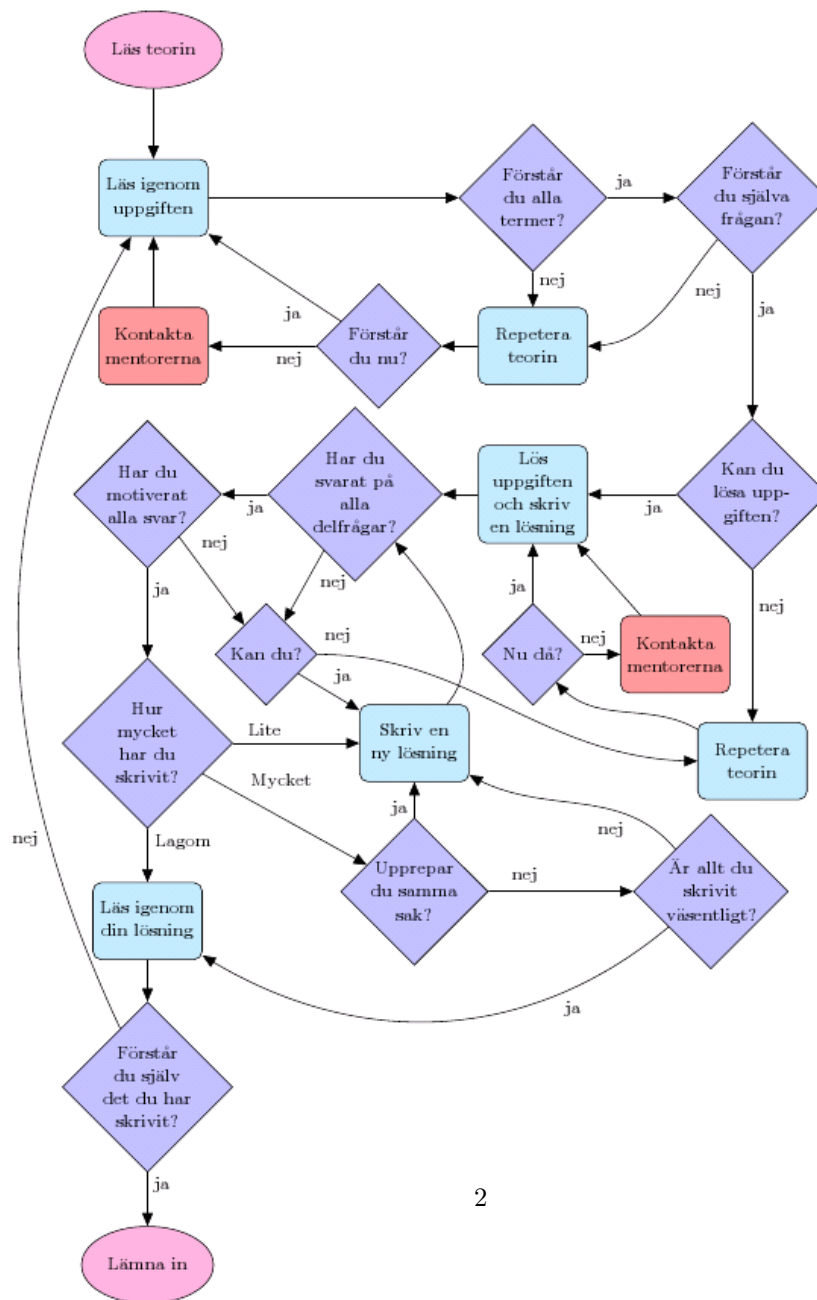 Läs teorin
Läs igenom
uppgiften
Förstår
du alla
termer?
ja
Förstår
du själva
frågan?
nej
nej
ja
ja
Kontakta
mentorerna
nej
Förstår
du nu?
Repetera
teorin
Har du
motiverat
alla svar?
ja
Har du
svarat på
alla
delfrågar?
Lös
uppgiften
och skriv
en lösning
ja
Kan du
lösa upp-
giften?
nej
nej
ja
ja
nej
Kan du?
nej
ja
Nu då?
nej
Kontakta
mentorerna
Hur
mycket
har du
skrivit?
Lite
Skriv en
ny lösning
Repetera
teorin
Mycket
ja
nej
nej
Lagom
Läs igenom
din lösning
Upprepar
du samma
sak?
nej
Är allt du
skrivit
väsentligt?
ja
Förstår
du själv
det du har
skrivit?
ja
2
Lämna in